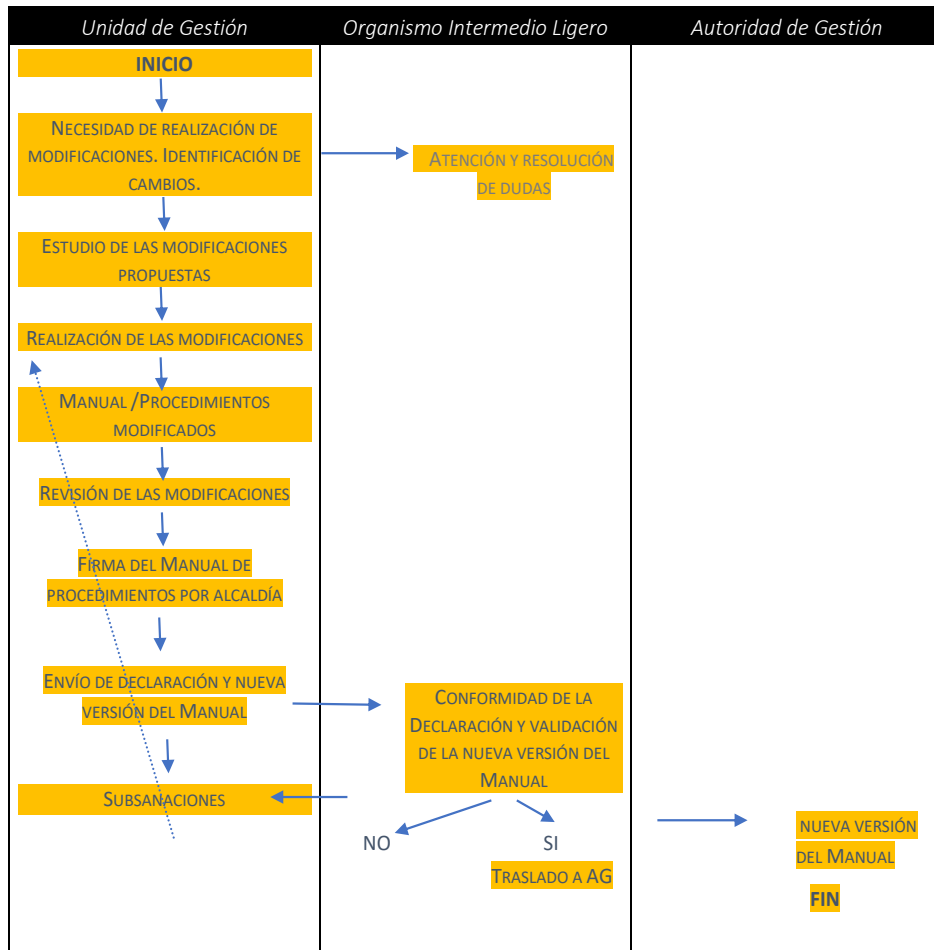 Unidad de Gestión
Organismo Intermedio Ligero
Autoridad de Gestión
INICIO
NECESIDAD DE REALIZACIÓN DE
MODIFICACIONES. IDENTIFICACIÓN DE
CAMBIOS.
ATENCIÓN Y RESOLUCIÓN
DE DUDAS
ESTUDIO DE LAS MODIFICACIONES
PROPUESTAS
REALIZACIÓN DE LAS MODIFICACIONES
MANUAL /PROCEDIMIENTOS
MODIFICADOS
REVISIÓN DE LAS MODIFICACIONES
FIRMA DEL MANUAL DE
PROCEDIMIENTOS POR ALCALDÍA
ENVÍO DE DECLARACIÓN Y NUEVA
VERSIÓN DEL MANUAL
CONFORMIDAD DE LA
DECLARACIÓN Y VALIDACIÓN
DE LA NUEVA VERSIÓN DEL
MANUAL
SUBSANACIONES
NO
SI
TRASLADO A AG
NUEVA VERSIÓN
DEL MANUAL
FIN